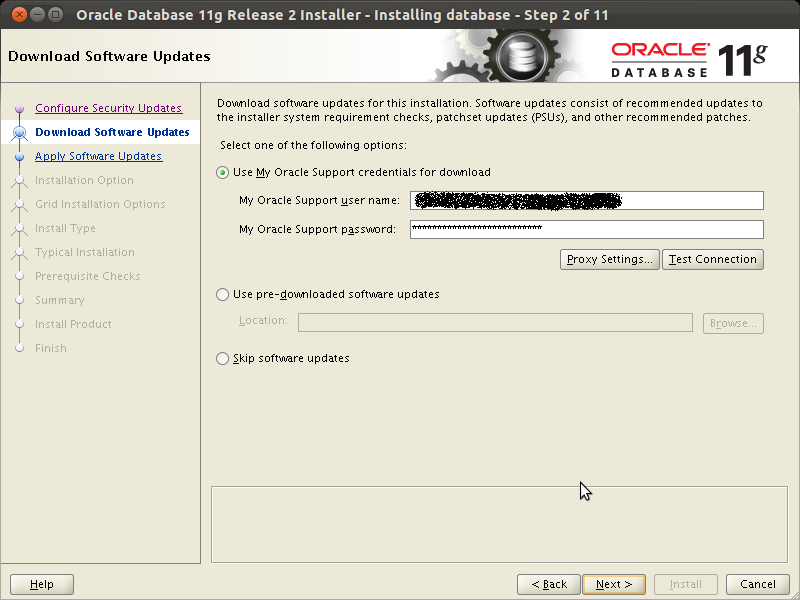 Oracle Database 11g Release 2 Installer - Installing database - Step 2 of 11
Download Software Updates
ORACLE
DATABASE 11g
Configure Security Updates
Download Software Updates
Apply Software Updates
Installation Option
Grid Installation Options
Install Type
Typical Installation
Prerequisite Checks
Summary
Install Product
Finish
Download software updates for this installation. Software updates consist of recommended updates to
the installer system requirement checks, patchset updates (PSUs), and other recommended patches.
Select one of the following options:
Use My Oracle Support credentials for download
My Oracle Support user name:
My Oracle Support password: **************************
Proxy Settings... Test Connection
Use pre-downloaded software updates
Location: Browse...
Skip software updates
Help < Back Next > Install Cancel